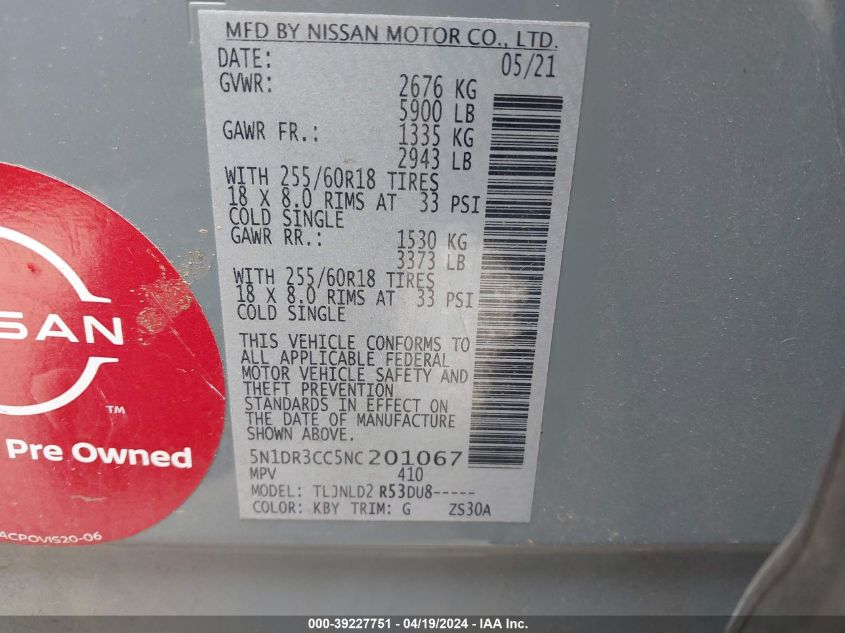 MFD BY NISSAN MOTOR CO., LTD.
DATE: 05/21
GVWR: 2676 KG
5900 LB
GAWR FR.: 1335 KG
2943 LB
WITH 255/60R18 TIRES
18 X 8.0 RIMS AT 33 PSI
COLD SINGLE
GAWR RR.: 1530 KG
3373 LB
WITH 255/60R18 TIRES
18 X 8.0 RIMS AT 33 PSI
COLD SINGLE
THIS VEHICLE CONFORMS TO
ALL APPLICABLE FEDERAL
MOTOR VEHICLE SAFETY AND
THEFT PREVENTION
STANDARDS IN EFFECT ON
THE DATE OF MANUFACTURE
SHOWN ABOVE.
5N1DR3CC5NC201067
MPV 410
MODEL: TLJNLD2 R53DU8-----
COLOR: KBY TRIM: G ZS30A
SAN
TM
Pre Owned
ACPOVIS20-06
000-39227751 - 04/19/2024 - IAA Inc.